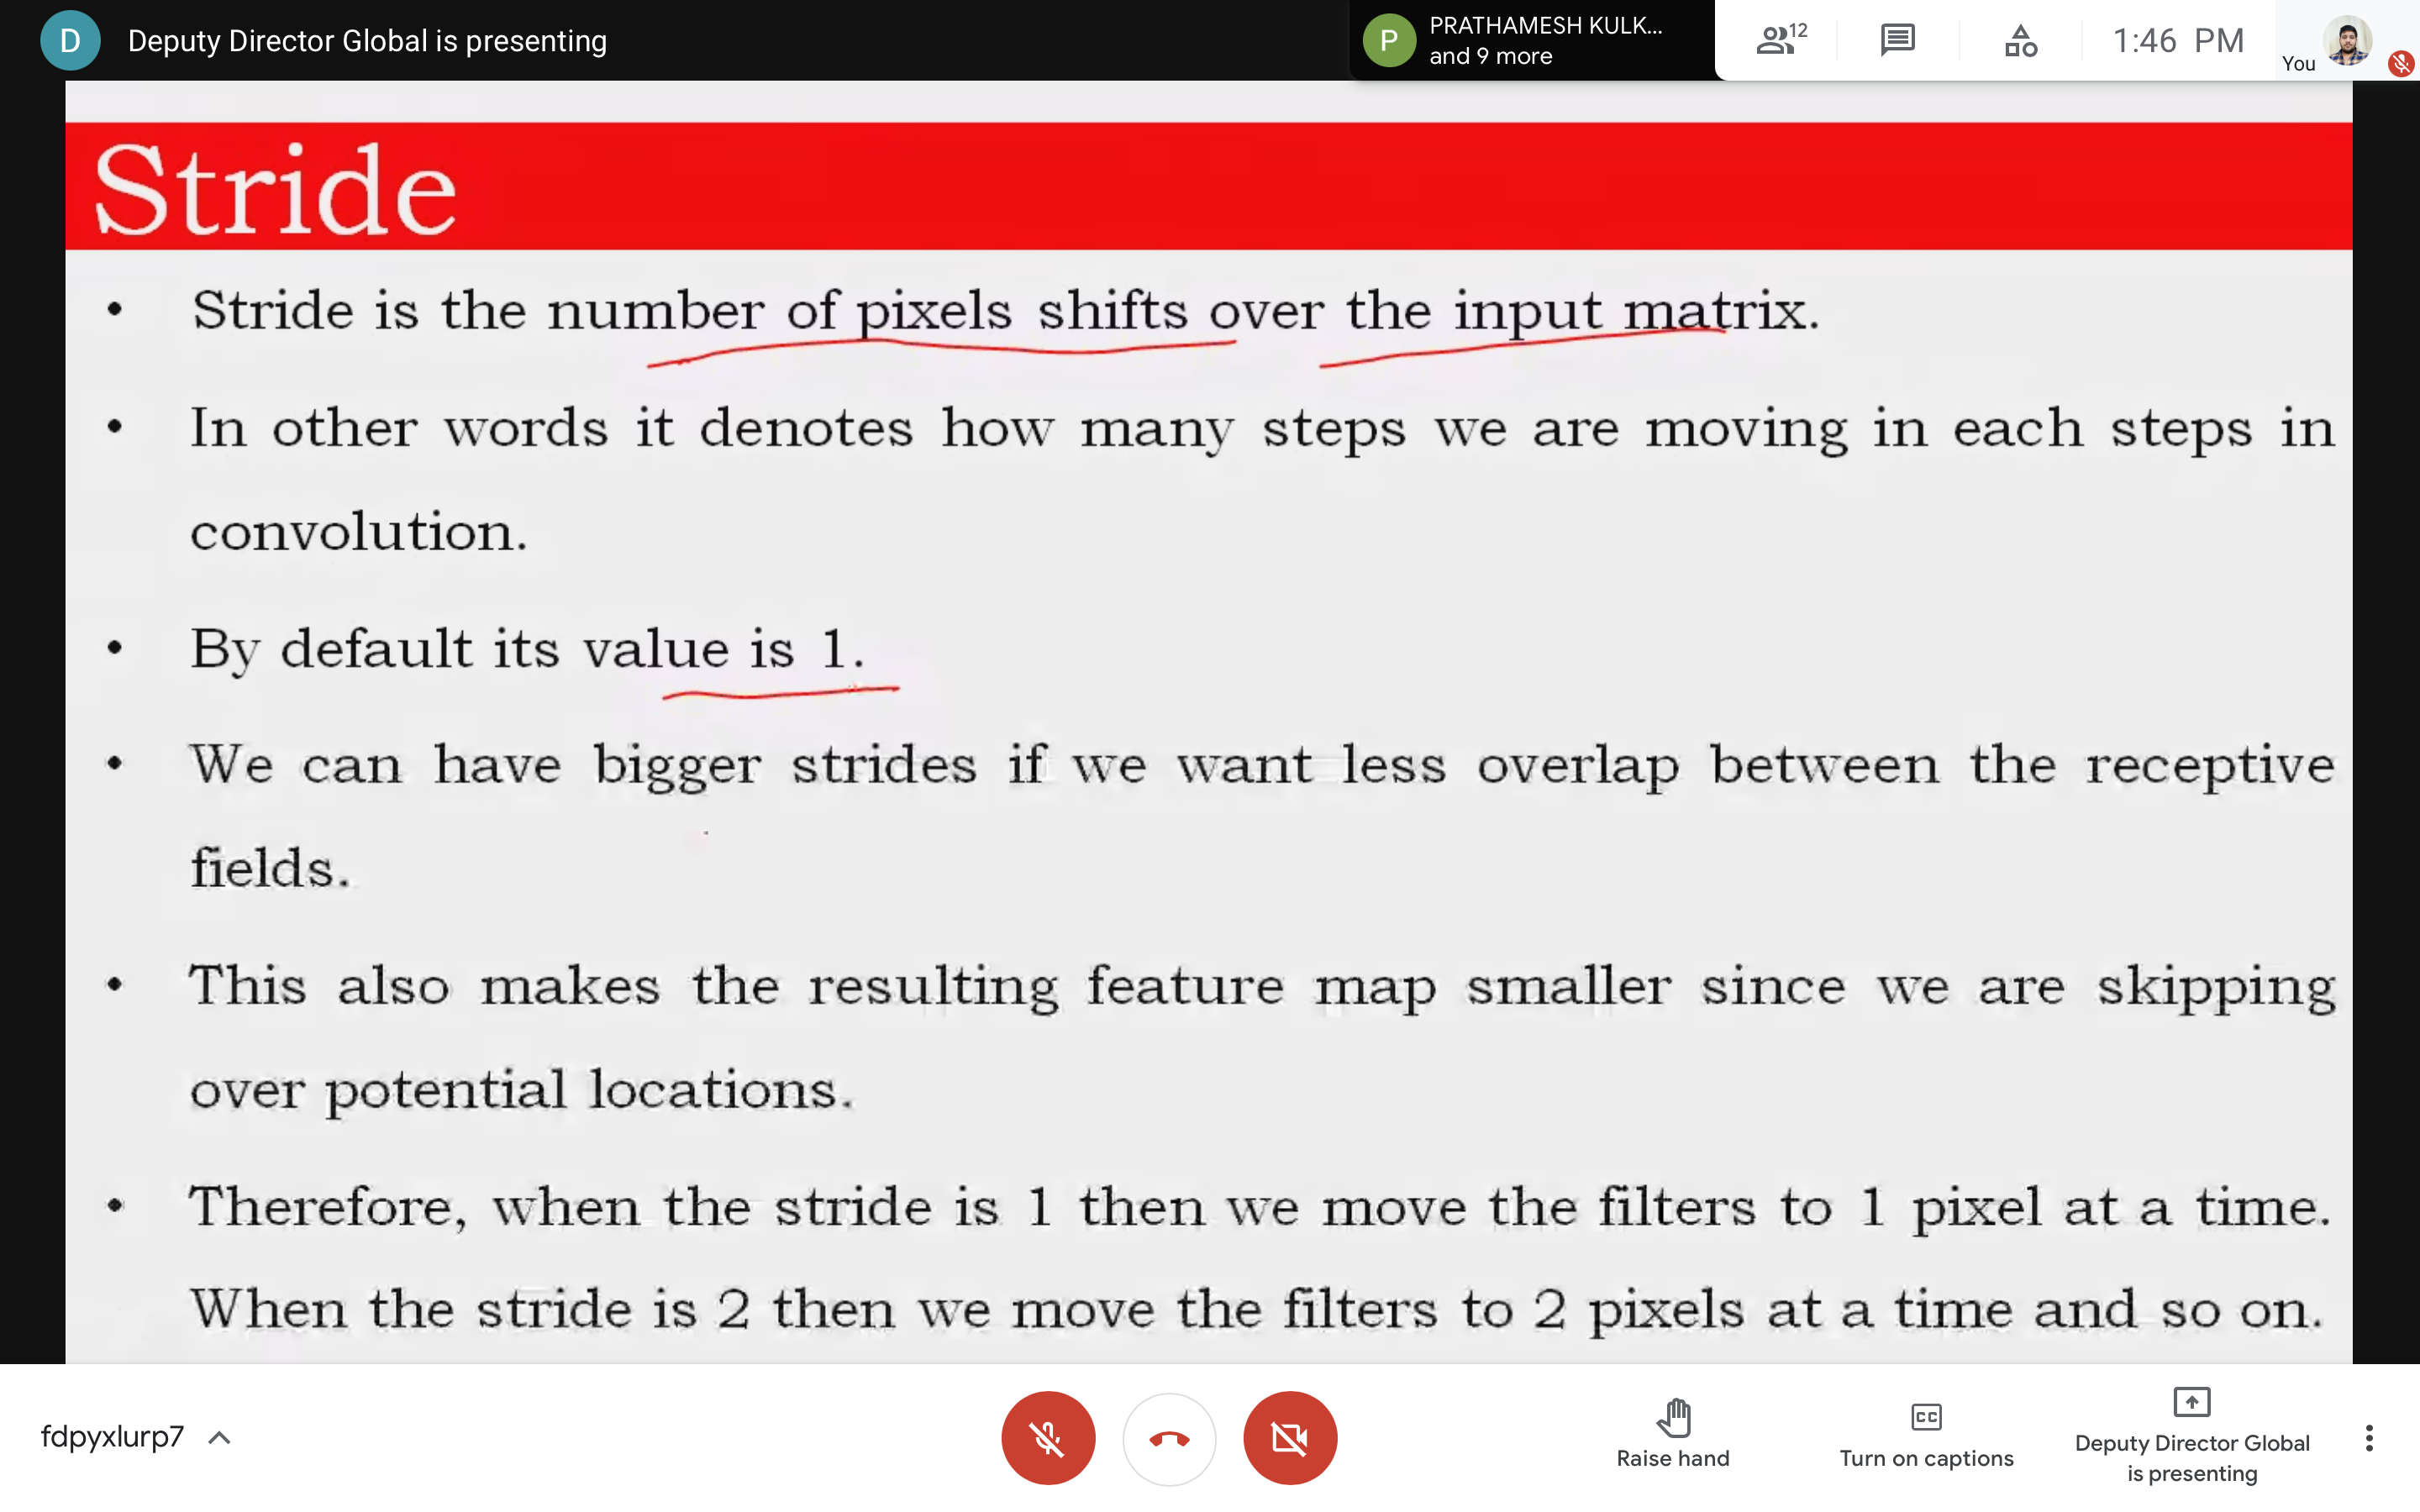 D Deputy Director Global is presenting
P PRATHAMESH KULK...
and 9 more
12
1:46 PM
You
Stride
• Stride is the number of pixels shifts over the input matrix.
• In other words it denotes how many steps we are moving in each steps in
convolution.
• By default its value is 1.
• We can have bigger strides if we want less overlap between the receptive
fields.
• This also makes the resulting feature map smaller since we are skipping
over potential locations.
• Therefore, when the stride is 1 then we move the filters to 1 pixel at a time.
When the stride is 2 then we move the filters to 2 pixels at a time and so on.
fdpyxlurp7
Raise hand
CC
Turn on captions
Deputy Director Global
is presenting